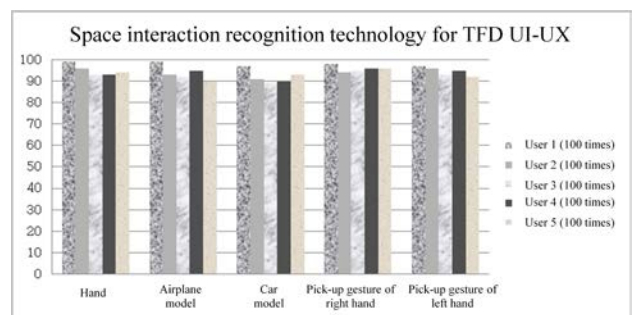 Space interaction recognition technology for TFD UI-UX
100
90
80
70
60
50
40
30
20
10
0
Hand
Airplane
model
Car
model
Pick-up gesture of
right hand
Pick-up gesture of
left hand
User 1 (100 times)
User 2 (100 times)
User 3 (100 times)
User 4 (100 times)
User 5 (100 times)